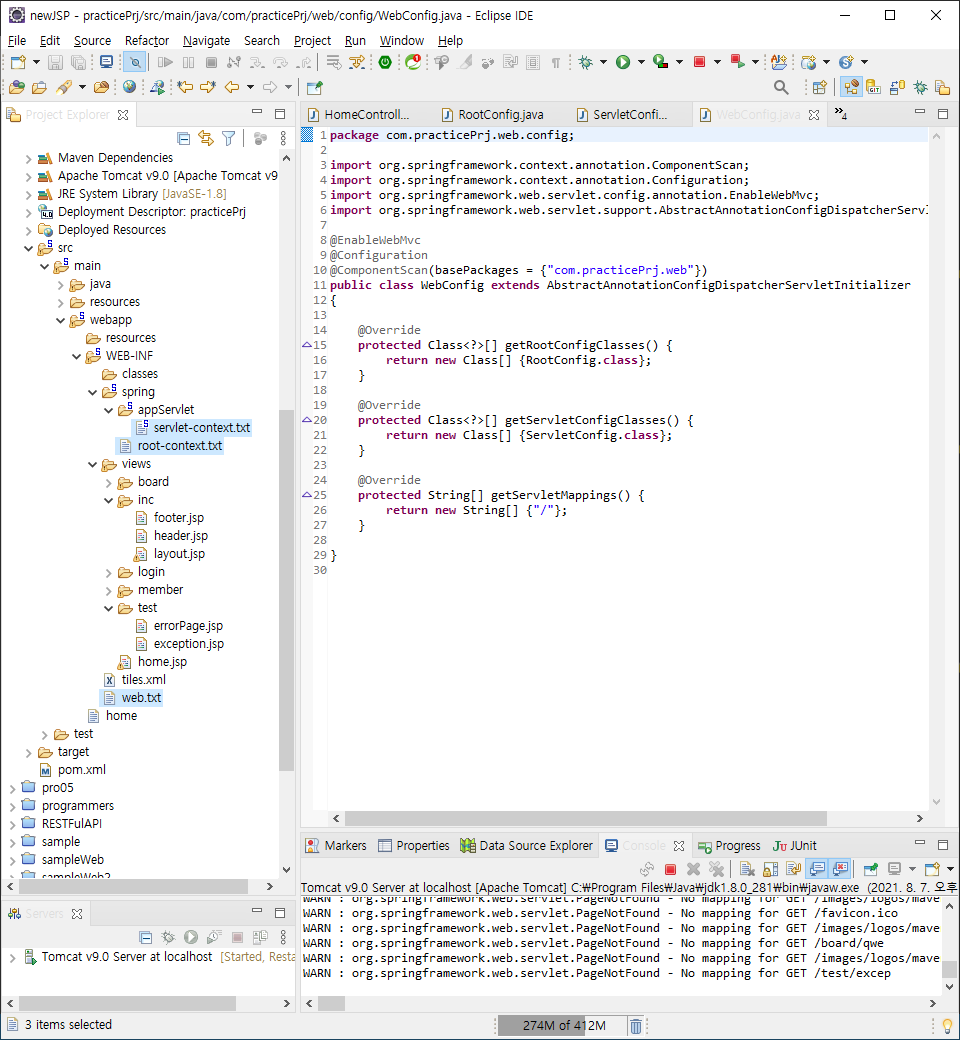 newJSP - practicePrj/src/main/java/com/practicePrj/web/config/WebConfig.java - Eclipse IDE
File Edit Source Refactor Navigate Search Project Run Window Help
Project Explorer
Maven Dependencies
Apache Tomcat v9.0 [Apache Tomcat v9
JRE System Library [JavaSE-1.8]
Deployment Descriptor: practicePrj
Deployed Resources
src
main
java
resources
webapp
resources
WEB-INF
classes
spring
appServlet
servlet-context.txt
root-context.txt
views
board
inc
footer.jsp
header.jsp
layout.jsp
login
member
test
errorPage.jsp
exception.jsp
home.jsp
tiles.xml
web.txt
home
test
target
pom.xml
pro05
programmers
RESTFulAPI
sample
sampleWeb
sampleWeb2
HomeControll... RootConfig.java ServletConfi... WebConfig.java »4
1 package com.practicePrj.web.config;
2
3 import org.springframework.context.annotation.ComponentScan;
4 import org.springframework.context.annotation.Configuration;
5 import org.springframework.web.servlet.config.annotation.EnableWebMvc;
6 import org.springframework.web.servlet.support.AbstractAnnotationConfigDispatcherServl
7
8 @EnableWebMvc
9 @Configuration
10 @ComponentScan(basePackages = {"com.practicePrj.web"})
11 public class WebConfig extends AbstractAnnotationConfigDispatcherServletInitializer
12 {
13
14 @Override
15 protected Class<?>[] getRootConfigClasses() {
16 return new Class[] {RootConfig.class};
17 }
18
19 @Override
20 protected Class<?>[] getServletConfigClasses() {
21 return new Class[] {ServletConfig.class};
22 }
23
24 @Override
25 protected String[] getServletMappings() {
26 return new String[] {"/"};
27 }
28
29 }
30
Markers Properties Data Source Explorer Console Progress JUnit
Tomcat v9.0 Server at localhost [Apache Tomcat] C:₩Program Files₩Java₩jdk1.8.0_281₩bin₩javaw.exe (2021. 8. 7. 오후
WARN : org.springframework.web.servlet.PageNotFound - No mapping for GET /images/logos/mave
WARN : org.springframework.web.servlet.PageNotFound - No mapping for GET /favicon.ico
WARN : org.springframework.web.servlet.PageNotFound - No mapping for GET /images/logos/mave
WARN : org.springframework.web.servlet.PageNotFound - No mapping for GET /board/qwe
WARN : org.springframework.web.servlet.PageNotFound - No mapping for GET /images/logos/mave
WARN : org.springframework.web.servlet.PageNotFound - No mapping for GET /test/excep
Servers
Tomcat v9.0 Server at localhost [Started, Resta
3 items selected
274M of 412M